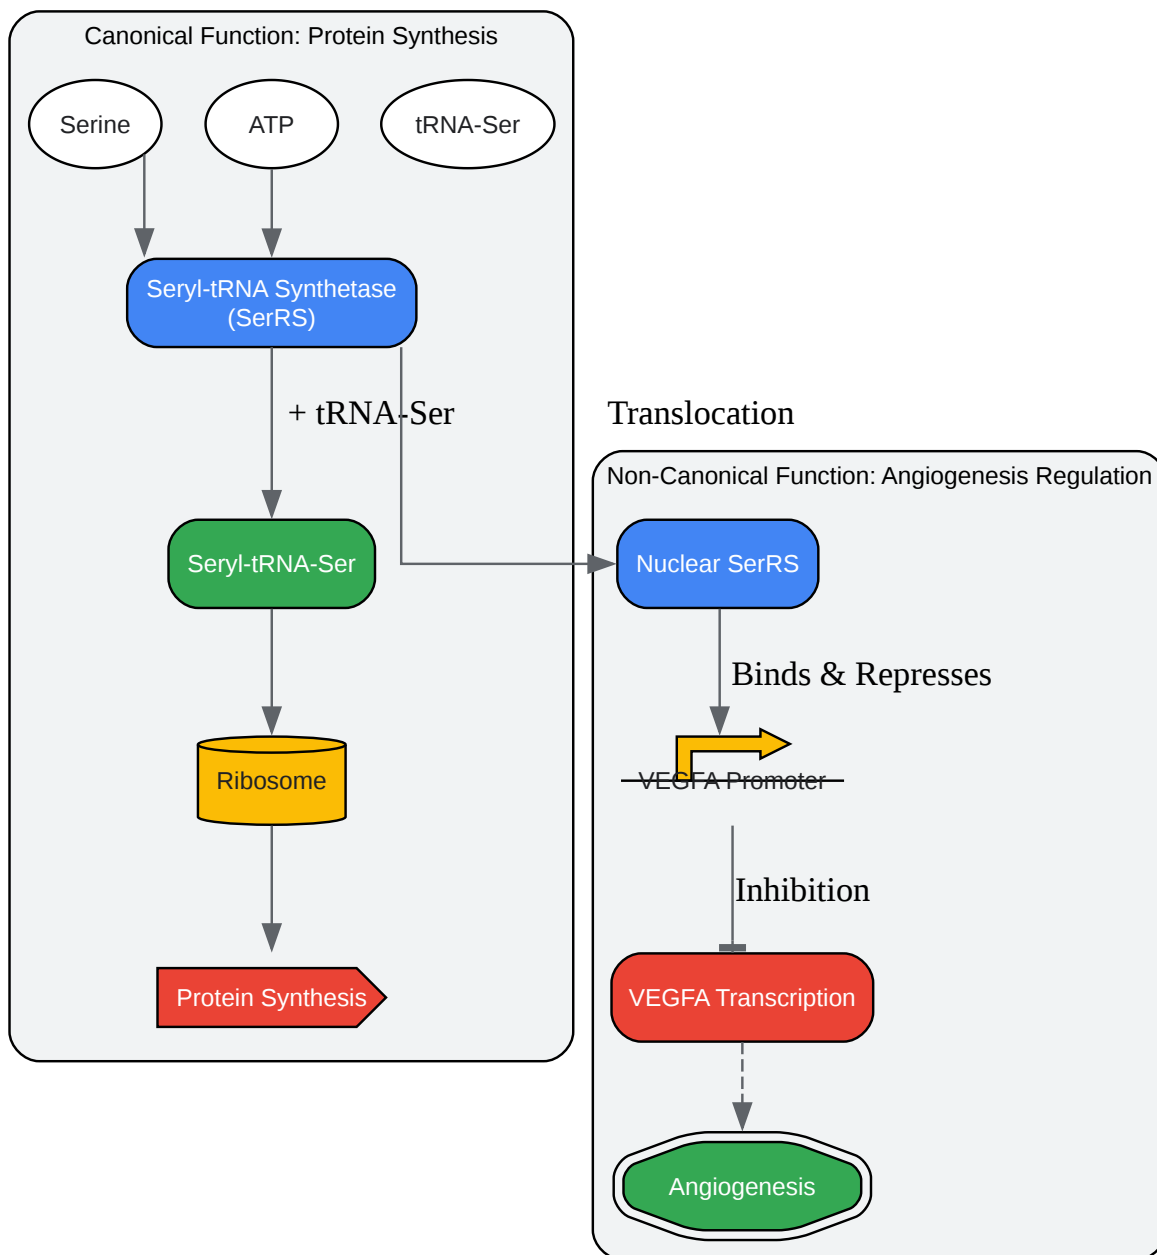 Canonical Function: Protein Synthesis
Serine
ATP
tRNA-Ser
Seryl-tRNA Synthetase
(SerRS)
+ tRNA-Ser
Seryl-tRNA-Ser
Ribosome
Protein Synthesis
Translocation
Non-Canonical Function: Angiogenesis Regulation
Nuclear SerRS
Binds & Represses
VEGFA Promoter
Inhibition
VEGFA Transcription
Angiogenesis